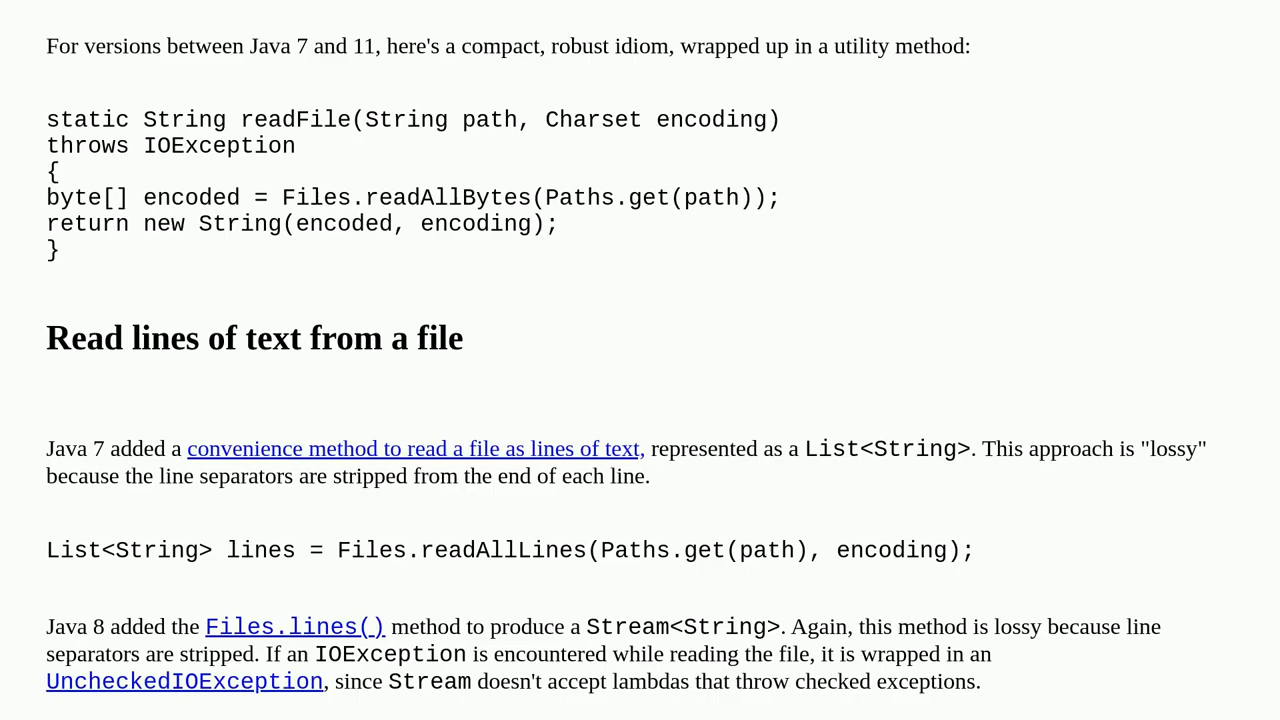 For versions between Java 7 and 11, here's a compact, robust idiom, wrapped up in a utility method:
static String readFile(String path, Charset encoding)
throws IOException
{
byte[] encoded = Files.readAllBytes(Paths.get(path));
return new String(encoded, encoding);
}
Read lines of text from a file
Java 7 added a convenience method to read a file as lines of text, represented as a List<String>. This approach is "lossy"
because the line separators are stripped from the end of each line.
List<String> lines = Files.readAllLines(Paths.get(path), encoding);
Java 8 added the Files.lines() method to produce a Stream<String>. Again, this method is lossy because line
separators are stripped. If an IOException is encountered while reading the file, it is wrapped in an
UncheckedIOException, since Stream doesn't accept lambdas that throw checked exceptions.